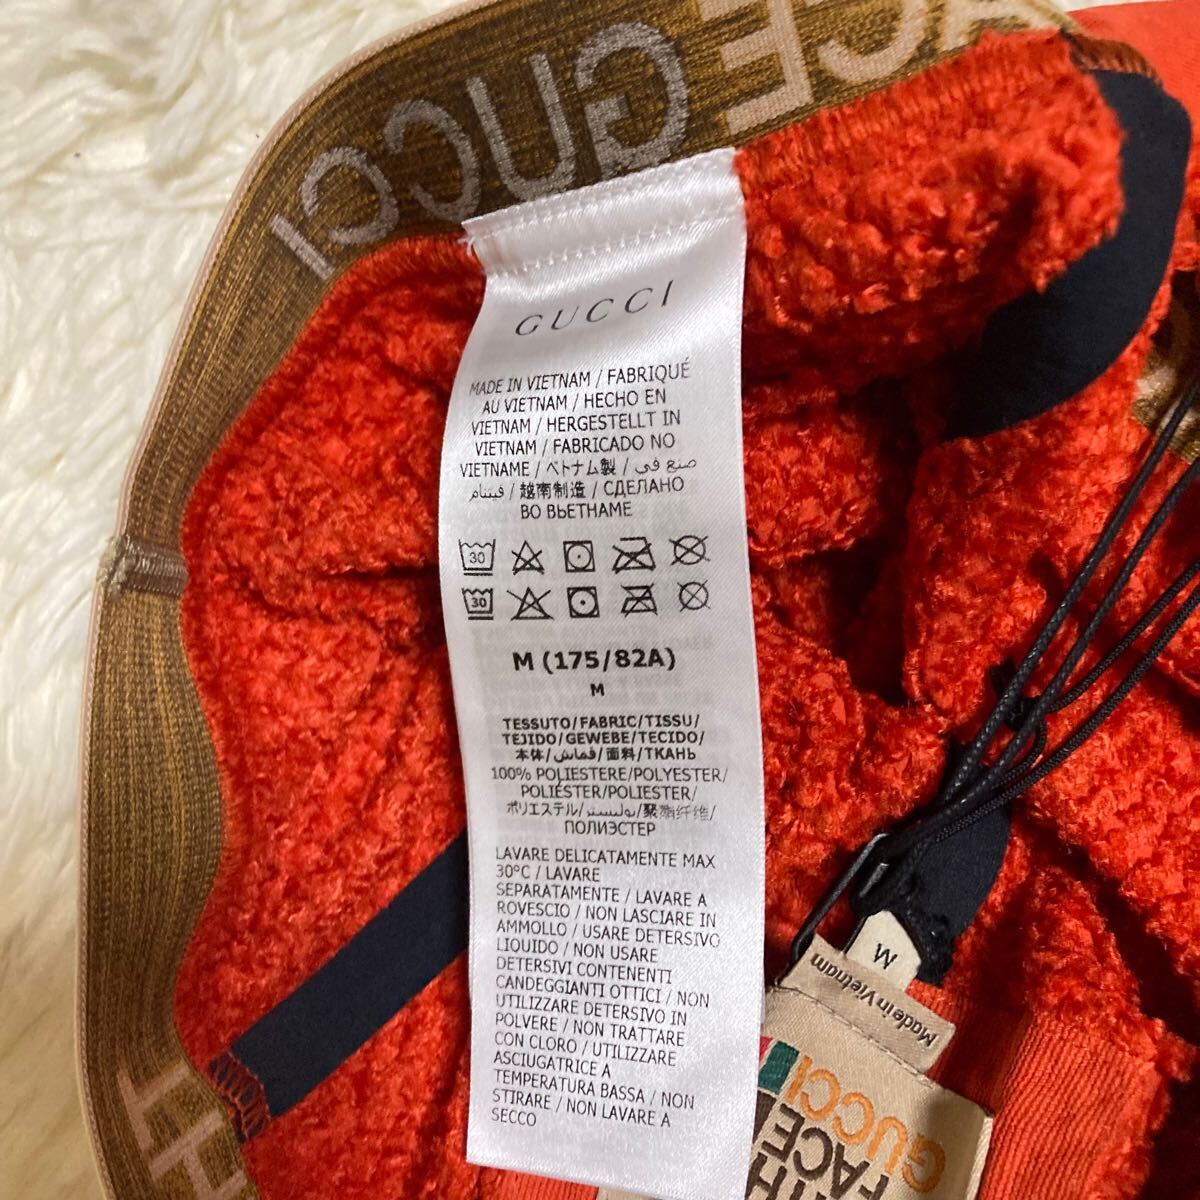 GUCCI
GUCCI
MADE IN VIETNAM / FABRIQUÉ
AU VIETNAM / HECHO EN
VIETNAM / HERGESTELLT IN
VIETNAM / FABRICADO NO
VIETNAME / ベトナム製 / صنع في
فيتنام / 越南制造 / СДЕЛАНО
ВО ВЬЕТНАМЕ
30
30
M (175/82A)
M
TESSUTO/FABRIC/TISSU/
TEJIDO/GEWEBE/TECIDO/
本体/قماش/面料/ТКАНЬ
100% POLIESTERE/POLYESTER/
POLIÉSTER/POLIESTER/
ポリエステル/بوليستر/聚酯纤维/
ПОЛИЭСТЕР
LAVARE DELICATAMENTE MAX
30°C / LAVARE
SEPARATAMENTE / LAVARE A
ROVESCIO / NON LASCIARE IN
AMMOLLO / USARE DETERSIVO
LIQUIDO / NON USARE
DETERSIVI CONTENENTI
CANDEGGIANTI OTTICI / NON
UTILIZZARE DETERSIVO IN
POLVERE / NON TRATTARE
CON CLORO / UTILIZZARE
ASCIUGATRICE A
TEMPERATURA BASSA / NON
STIRARE / NON LAVARE A
SECCO
M
Made in Vietnam
FACE
GUCCI